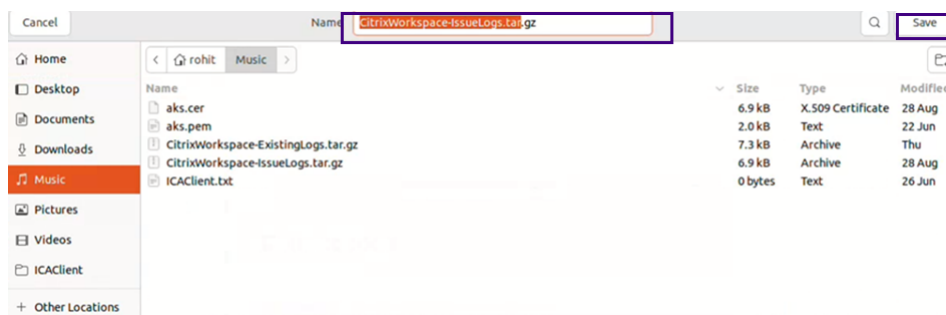 Cancel Name CitrixWorkspace-IssueLogs.tar.gz Save
Home
Desktop
Documents
Downloads
Music
Pictures
Videos
ICAClient
+ Other Locations
rohit Music
Name Size Type Modified
aks.cer 6.9 kB X.509 Certificate 28 Aug
aks.pem 2.0 kB Text 22 Jun
CitrixWorkspace-ExistingLogs.tar.gz 7.3 kB Archive Thu
CitrixWorkspace-IssueLogs.tar.gz 6.9 kB Archive 28 Aug
ICAClient.txt 0 bytes Text 26 Jun